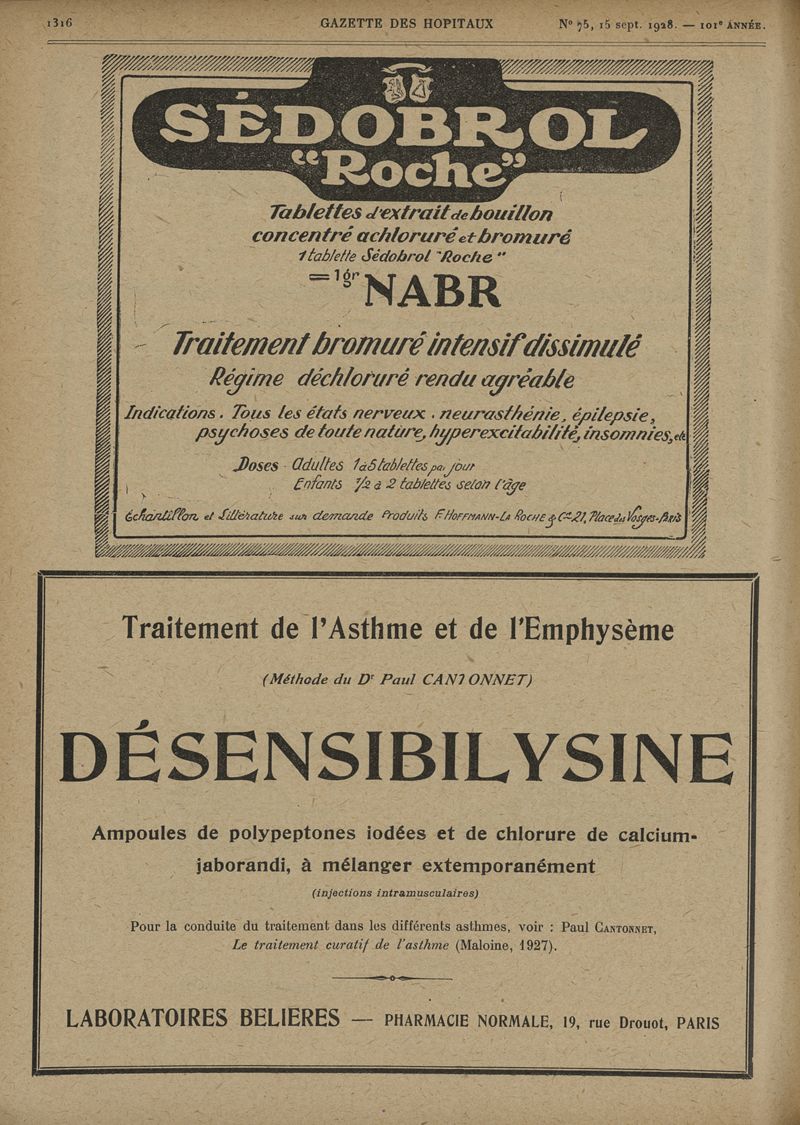 1316 GAZETTE DES HOPITAUX N° 75, 15 sept. 1928. — 101e ANNÉE.
SÉDOBROL
"Roche"
Tablettes d'extrait de bouillon
concentré achloruré et bromuré
1 tablette Sédobrol "Roche"
= 1gr NABR
Traitement bromuré intensif dissimulé
Régime déchloruré rendu agréable
Indications. Tous les états nerveux. neurasthénie, épilepsie,
psychoses de toute nature, hyperexcitabilité, insomnies, etc
Doses - Adultes 1 à 5 tablettes par jour
Enfants 1/2 à 2 tablettes selon l'âge
Échantillon et Littérature sur demande Produits F. HOFFMANN-LA ROCHE & Cie 21, Place des Vosges-Paris
Traitement de l'Asthme et de l'Emphysème
(Méthode du Dr Paul CANTONNET)
DÉSENSIBILYSINE
Ampoules de polypeptones iodées et de chlorure de calcium-
jaborandi, à mélanger extemporanément
(injections intramusculaires)
Pour la conduite du traitement dans les différents asthmes, voir : Paul CANTONNET,
Le traitement curatif de l'asthme (Maloine, 1927).
LABORATOIRES BELIERES — PHARMACIE NORMALE, 19, rue Drouot, PARIS